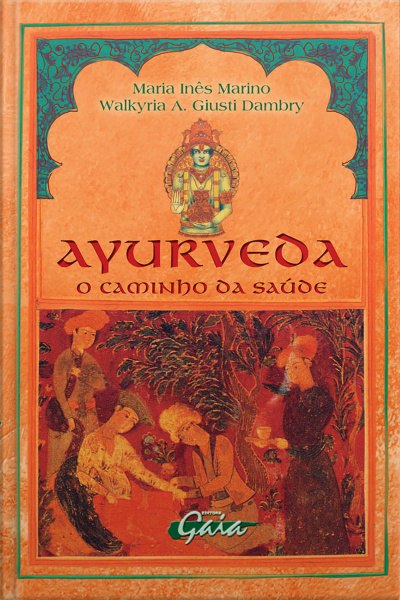 Maria Inês Marino
Walkyria A. Giusti Dambry
AYURVEDA
O CAMINHO DA SAÚDE
EDITORA
Gaia